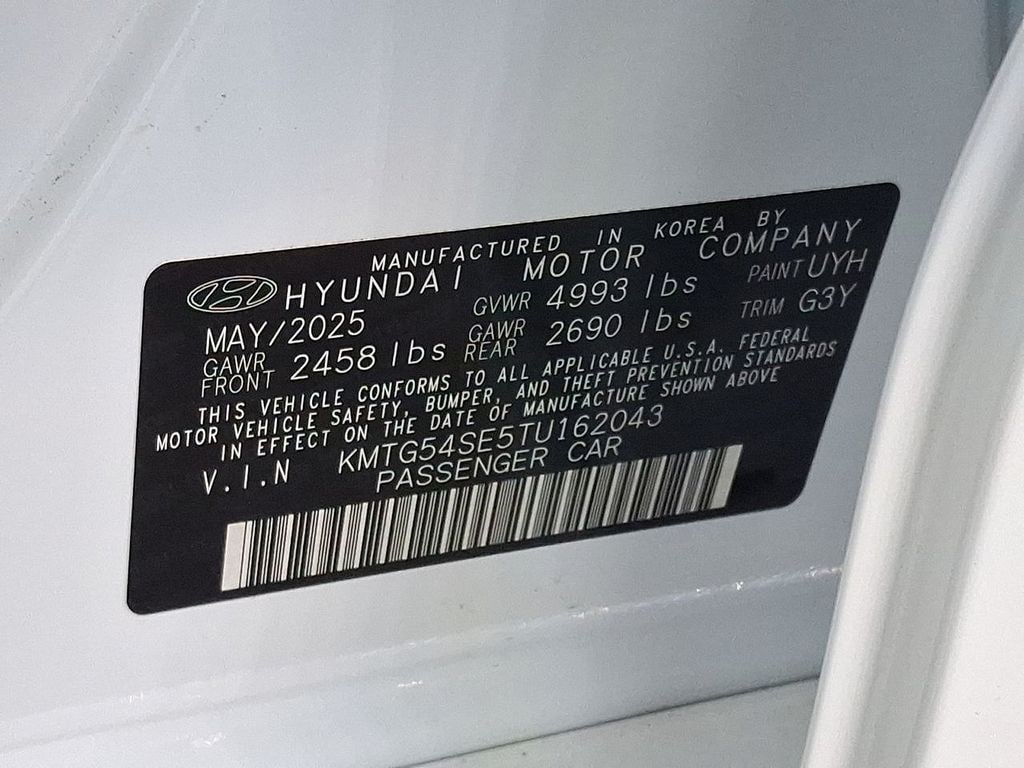 MANUFACTURED IN KOREA BY
HYUNDAI MOTOR COMPANY
MAY/2025 GVWR 4993 lbs PAINT UYH
GAWR FRONT 2458 lbs GAWR REAR 2690 lbs TRIM G3Y
THIS VEHICLE CONFORMS TO ALL APPLICABLE U.S.A. FEDERAL
MOTOR VEHICLE SAFETY, BUMPER, AND THEFT PREVENTION STANDARDS
IN EFFECT ON THE DATE OF MANUFACTURE SHOWN ABOVE
V.I.N KMTG54SE5TU162043
PASSENGER CAR